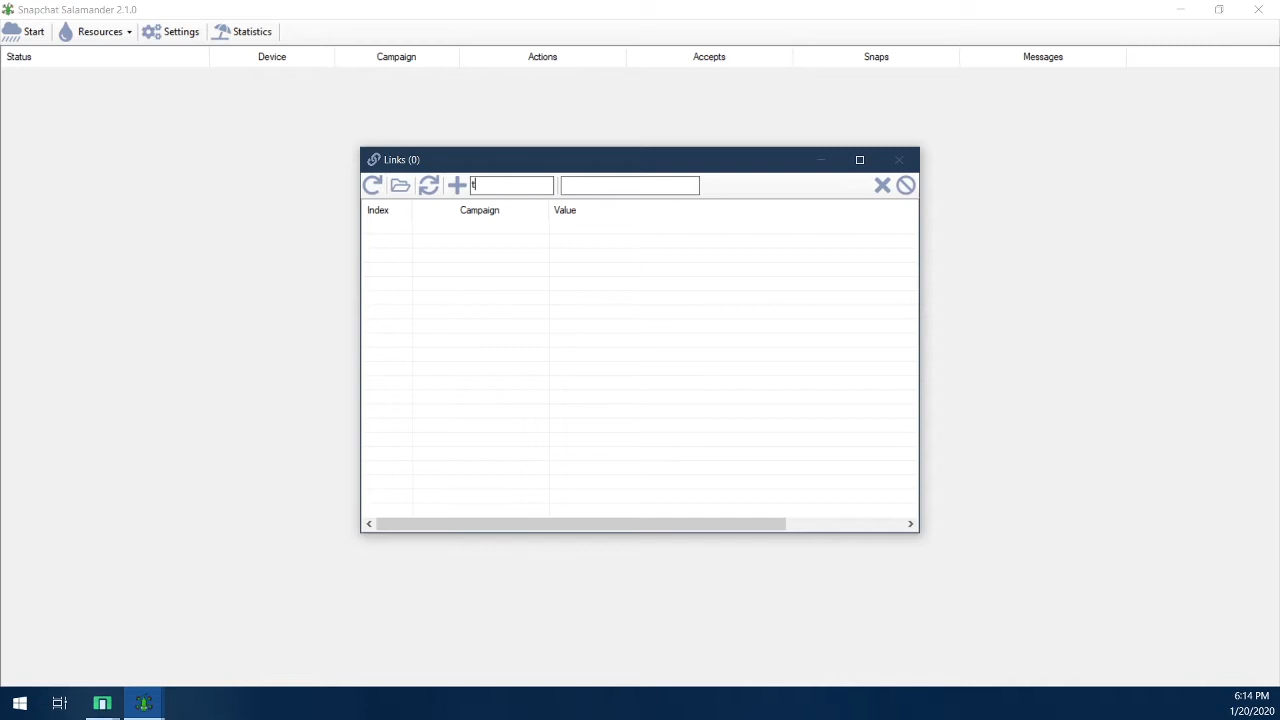 Snapchat Salamander 2.1.0
Start Resources Settings Statistics
Status Device Campaign Actions Accepts Snaps Messages
Links (0)
t
Index Campaign Value
6:14 PM
1/20/2020